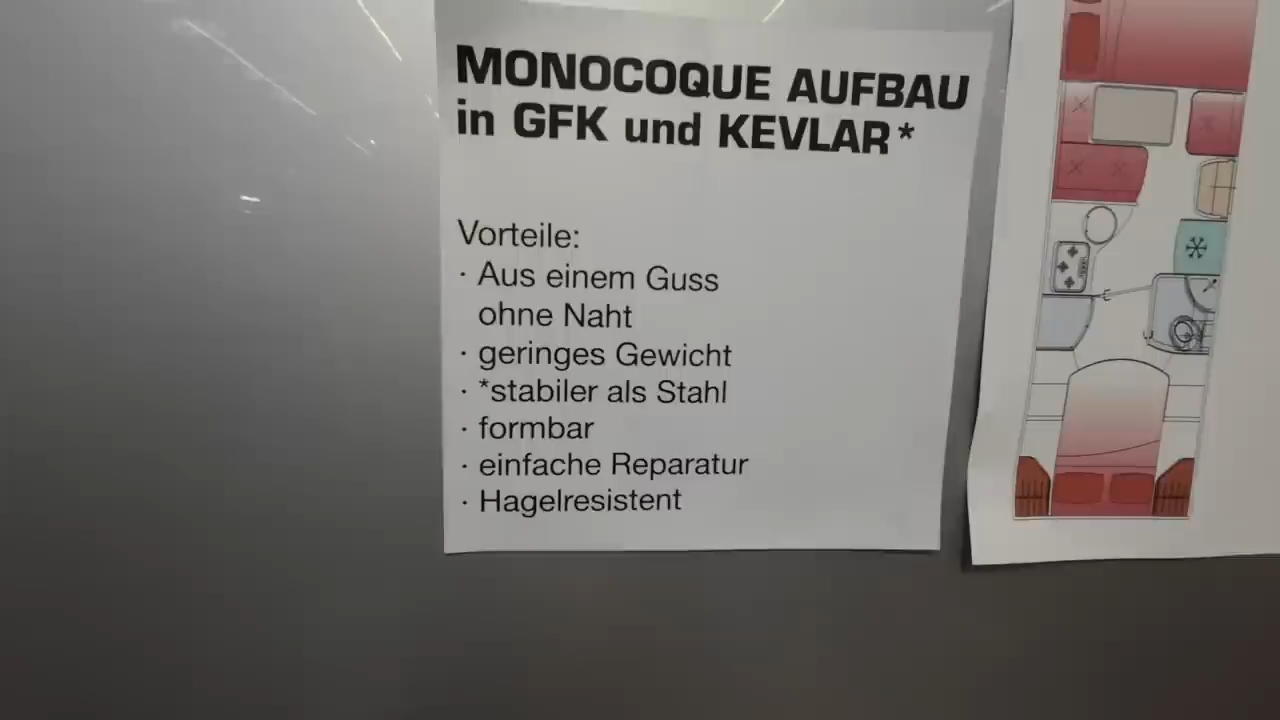 MONOCOQUE AUFBAU
in GFK und KEVLAR*
Vorteile:
· Aus einem Guss
ohne Naht
· geringes Gewicht
· *stabiler als Stahl
· formbar
· einfache Reparatur
· Hagelresistent